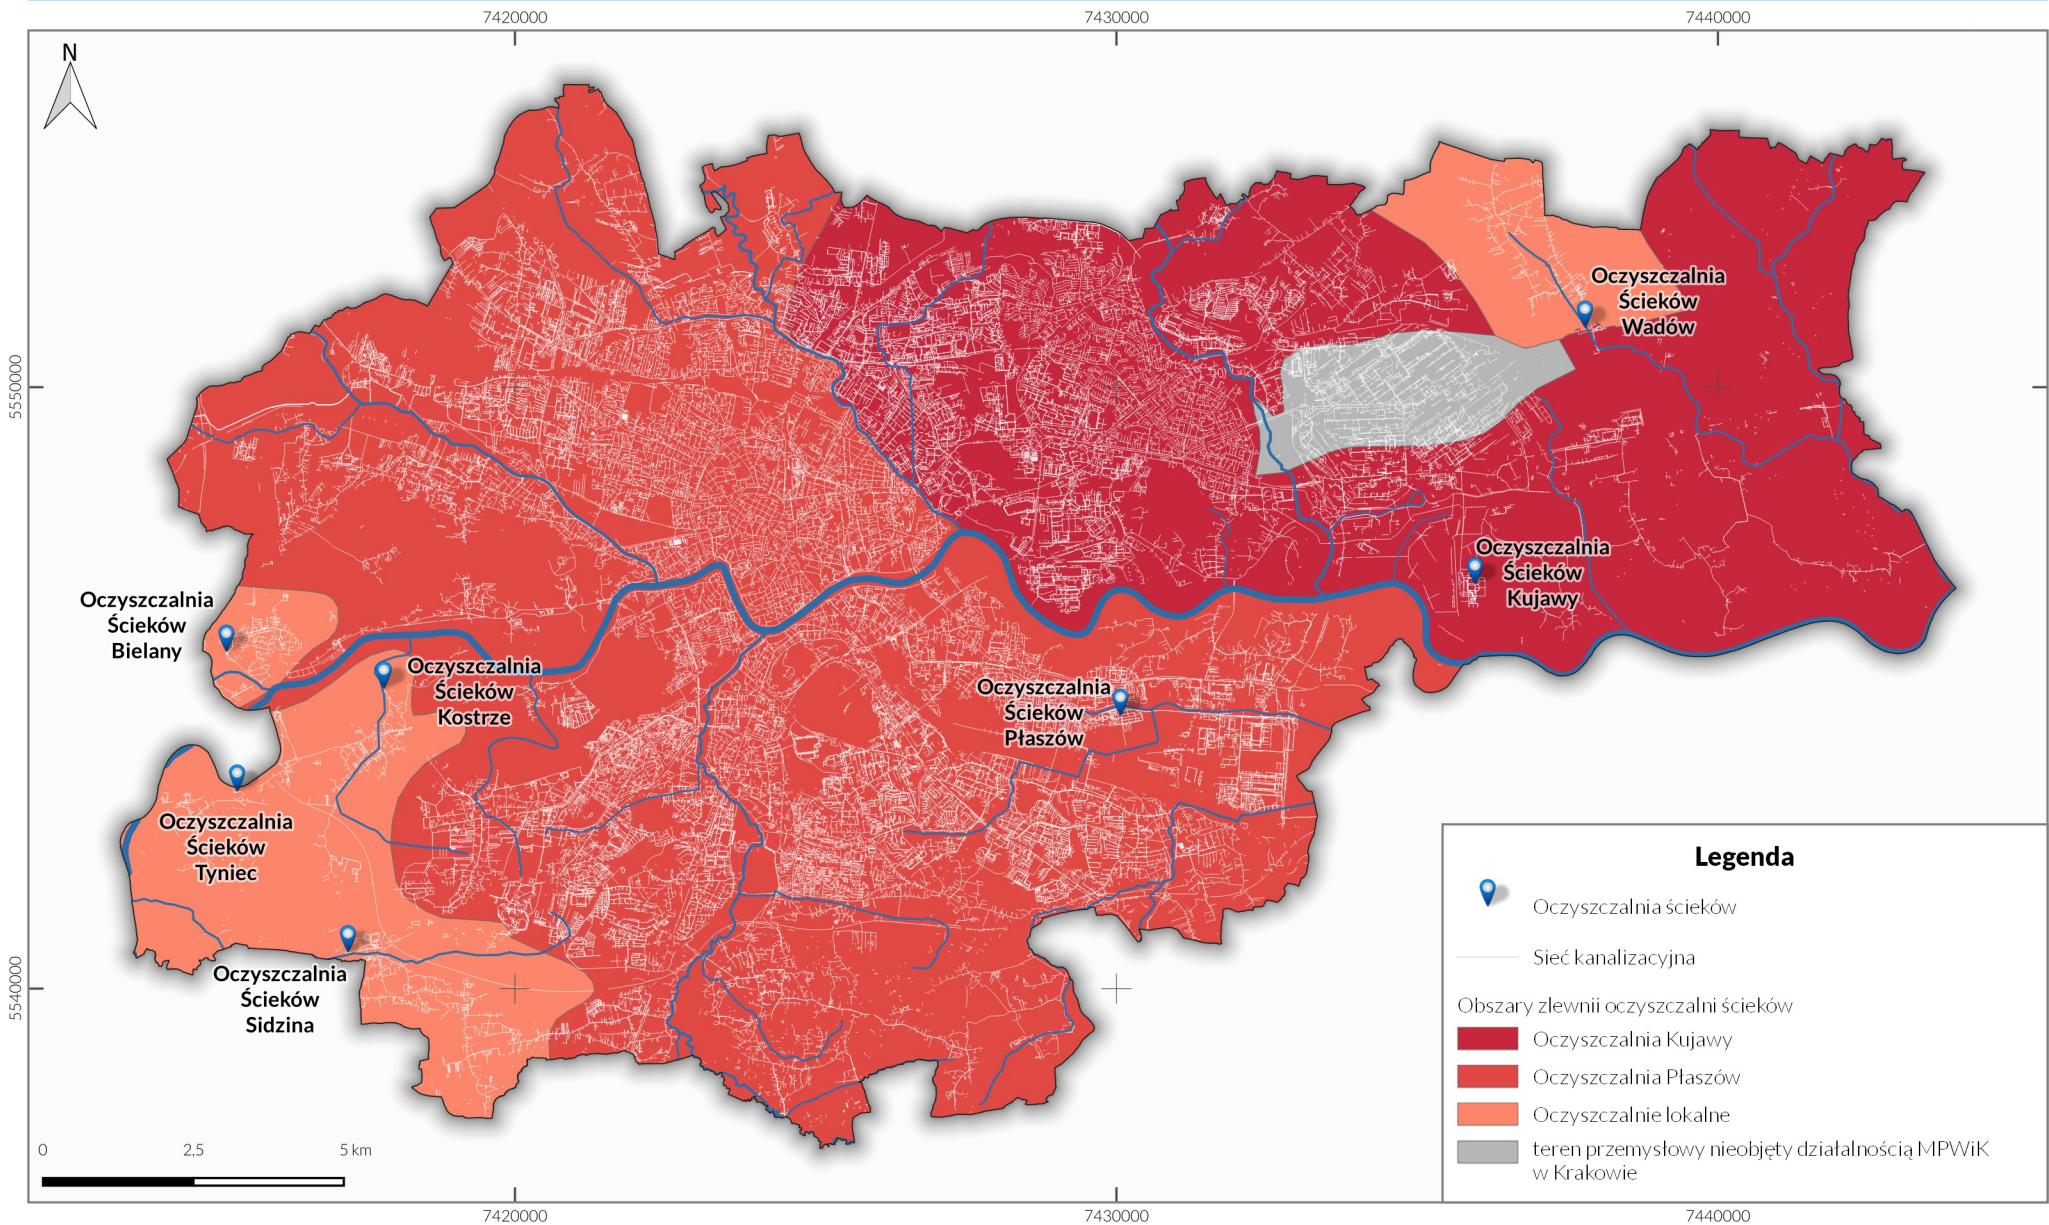 7420000
7430000
7440000
N
Oczyszczalnia
Ścieków
Wadów
5550000
Oczyszczalnia
Ścieków
Kujawy
Oczyszczalnia
Ścieków
Bielany
Oczyszczalnia
Ścieków
Kostrze
Oczyszczalnia
Ścieków
Płaszów
Oczyszczalnia
Ścieków
Tyniec
Oczyszczalnia
Ścieków
Sidzina
5540000
Legenda
Oczyszczalnia ścieków
Sieć kanalizacyjna
Obszary zlewnii oczyszczalni ścieków
Oczyszczalnia Kujawy
Oczyszczalnia Płaszów
Oczyszczalnie lokalne
teren przemysłowy nieobjęty działalnością MPWiK
w Krakowie
0
2,5
5 km
7420000
7430000
7440000